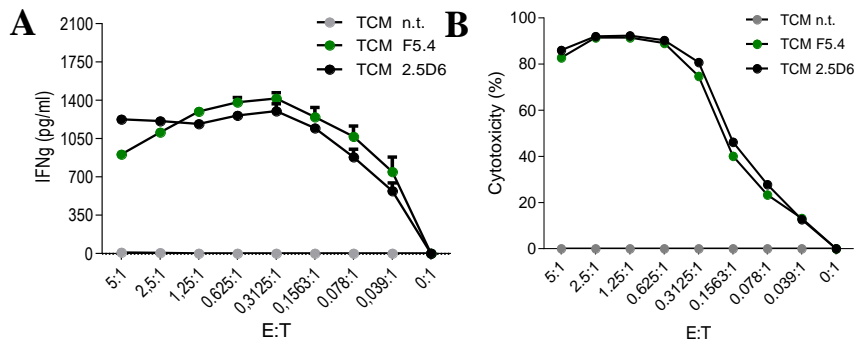 A
TCM n.t.
TCM F5.4
TCM 2.5D6
IFNg (pg/ml)
2100
1750
1400
1050
700
350
0
5:1
2,5:1
1,25:1
0.625:1
0,3125:1
0,1563:1
0.078:1
0,039:1
0:1
E:T
B
TCM n.t.
TCM F5.4
TCM 2.5D6
Cytotoxicity (%)
100
80
60
40
20
0
5:1
2.5:1
1.25:1
0.625:1
0.3125:1
0.1563:1
0.078:1
0.039:1
0:1
E:T